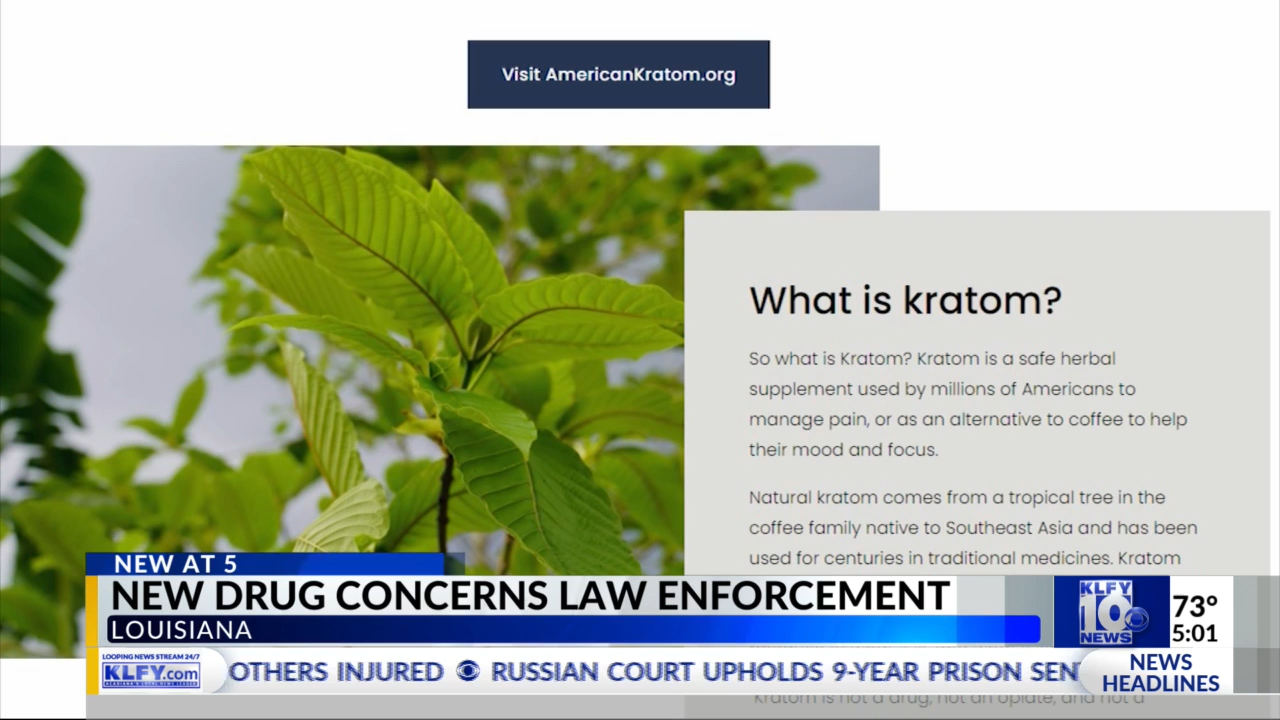 Visit AmericanKratom.org
What is kratom?
So what is Kratom? Kratom is a safe herbal
supplement used by millions of Americans to
manage pain, or as an alternative to coffee to help
their mood and focus.
Natural kratom comes from a tropical tree in the
coffee family native to Southeast Asia and has been
used for centuries in traditional medicines. Kratom
NEW AT 5
NEW DRUG CONCERNS LAW ENFORCEMENT
LOUISIANA
KLFY
10
NEWS
73°
5:01
LOOPING NEWS STREAM 24/7
KLFY.com
OTHERS INJURED RUSSIAN COURT UPHOLDS 9-YEAR PRISON SEN
NEWS
HEADLINES
Kratom is not a drug, not an opiate, and not a